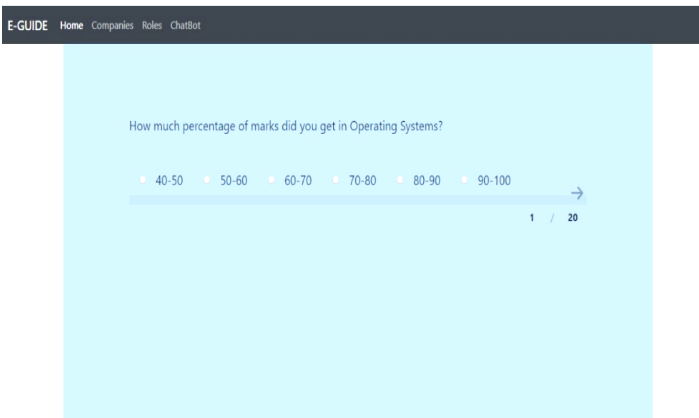 E-GUIDE Home Companies Roles ChatBot
How much percentage of marks did you get in Operating Systems?
40-50 50-60 60-70 70-80 80-90 90-100
1 / 20